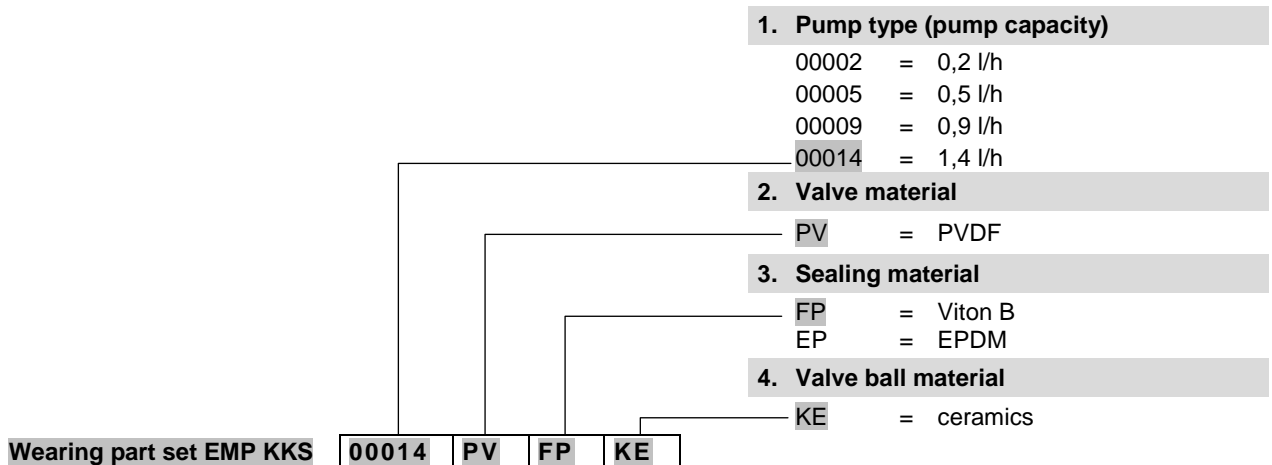 1. Pump type (pump capacity)
00002 = 0,2 l/h
00005 = 0,5 l/h
00009 = 0,9 l/h
00014 = 1,4 l/h
2. Valve material
PV = PVDF
3. Sealing material
FP = Viton B
EP = EPDM
4. Valve ball material
KE = ceramics
Wearing part set EMP KKS 00014 PV FP KE